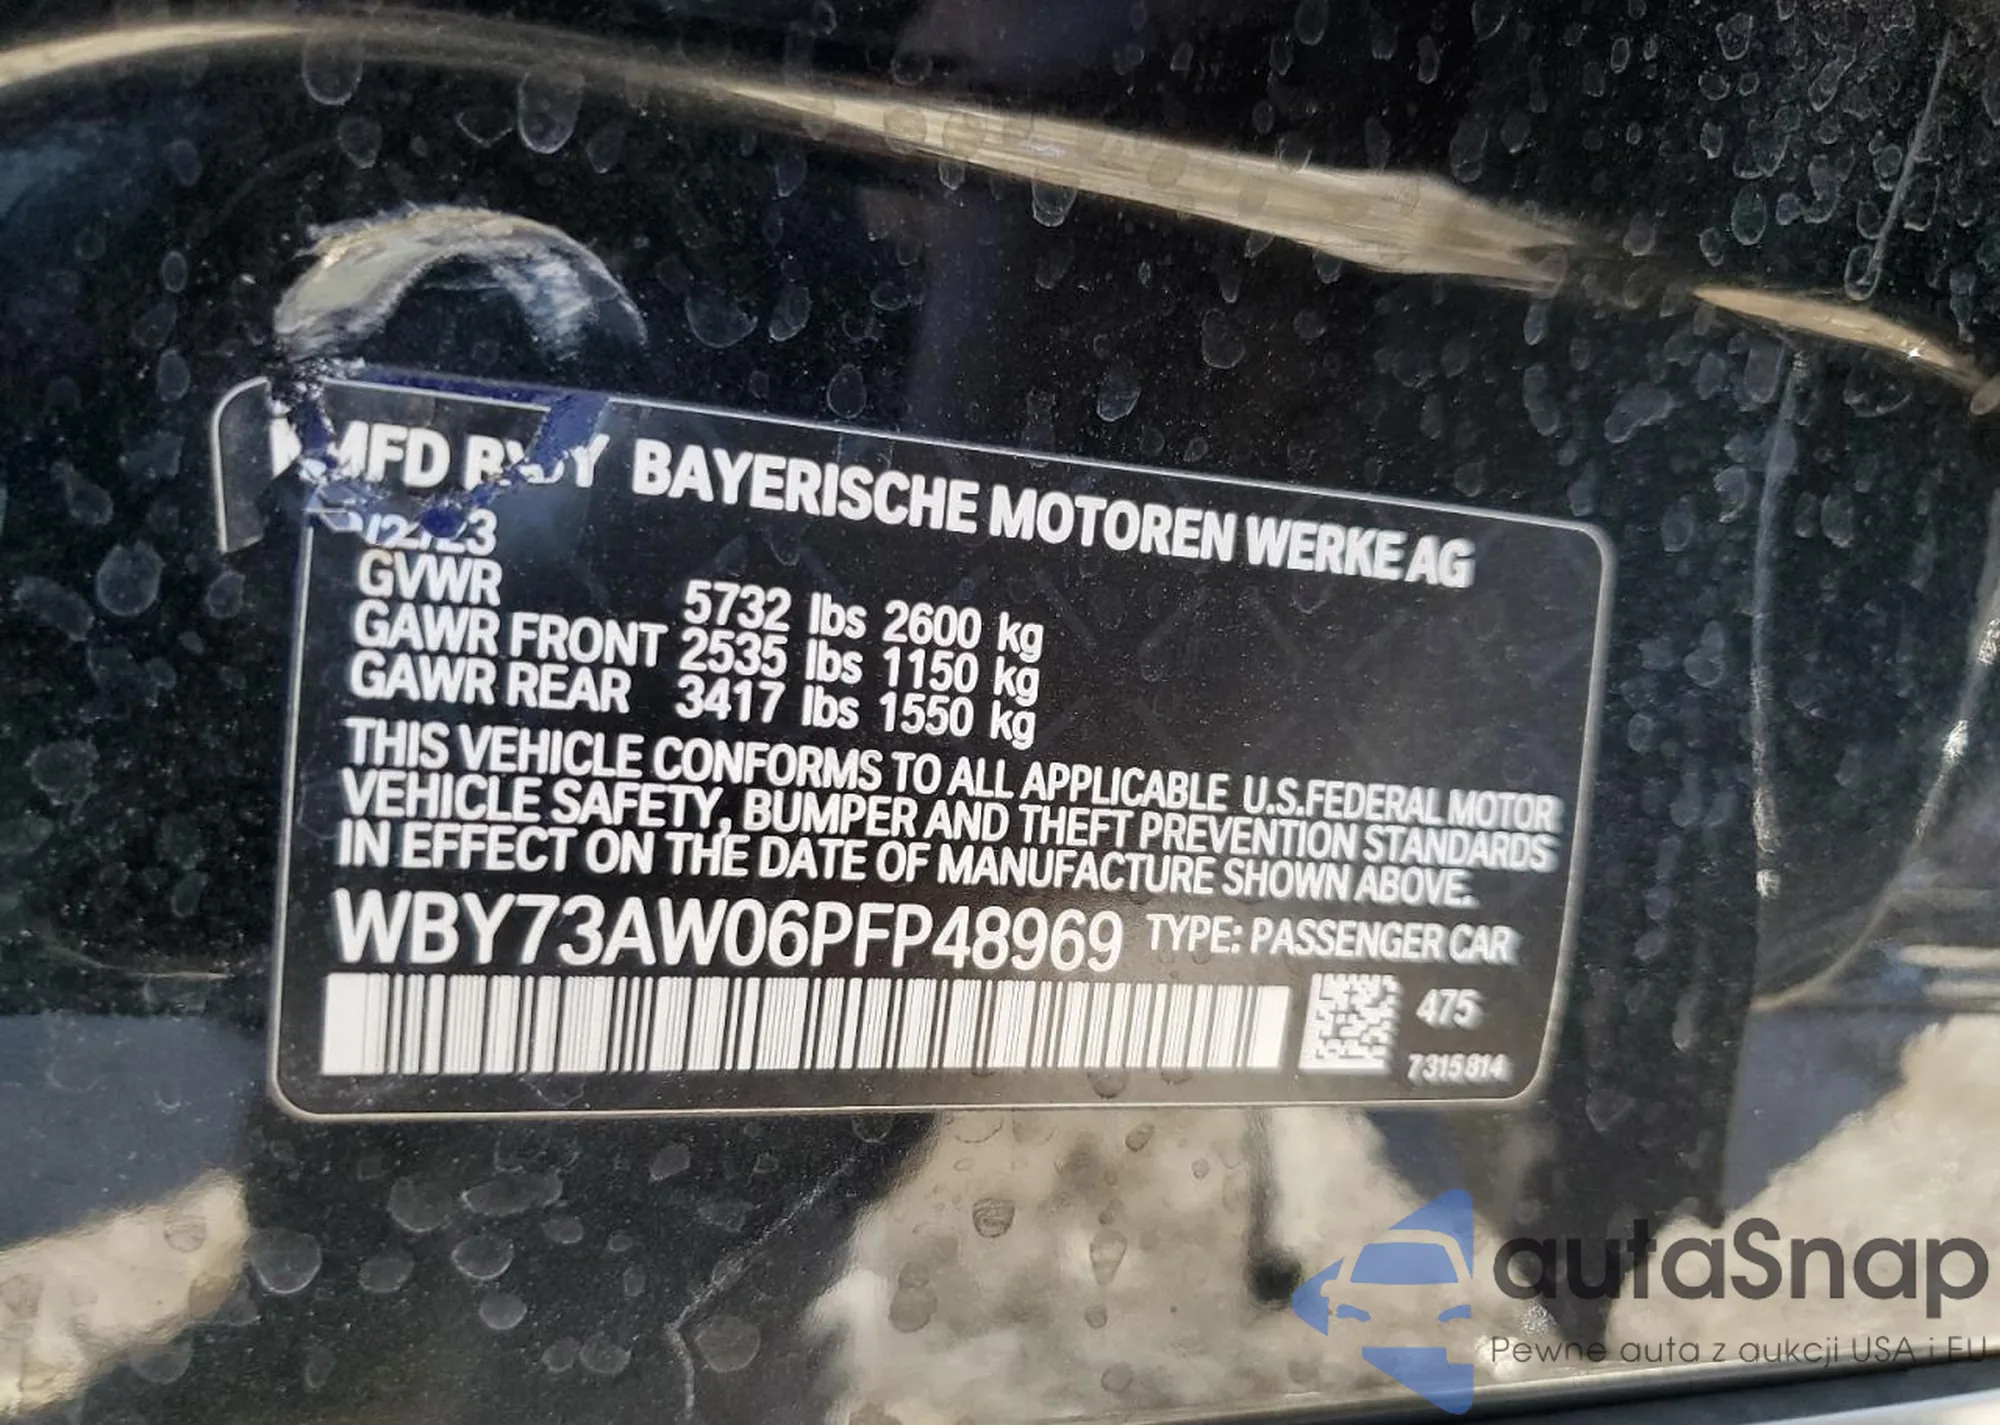 MFD BY BAYERISCHE MOTOREN WERKE AG
GVWR 5732 lbs 2600 kg
GAWR FRONT 2535 lbs 1150 kg
GAWR REAR 3417 lbs 1550 kg
THIS VEHICLE CONFORMS TO ALL APPLICABLE U.S.FEDERAL MOTOR
VEHICLE SAFETY, BUMPER AND THEFT PREVENTION STANDARDS
IN EFFECT ON THE DATE OF MANUFACTURE SHOWN ABOVE.
WBY73AW06PFP48969 TYPE: PASSENGER CAR
475
7315814
autaSnap
Pewne auta z aukcji USA i EU